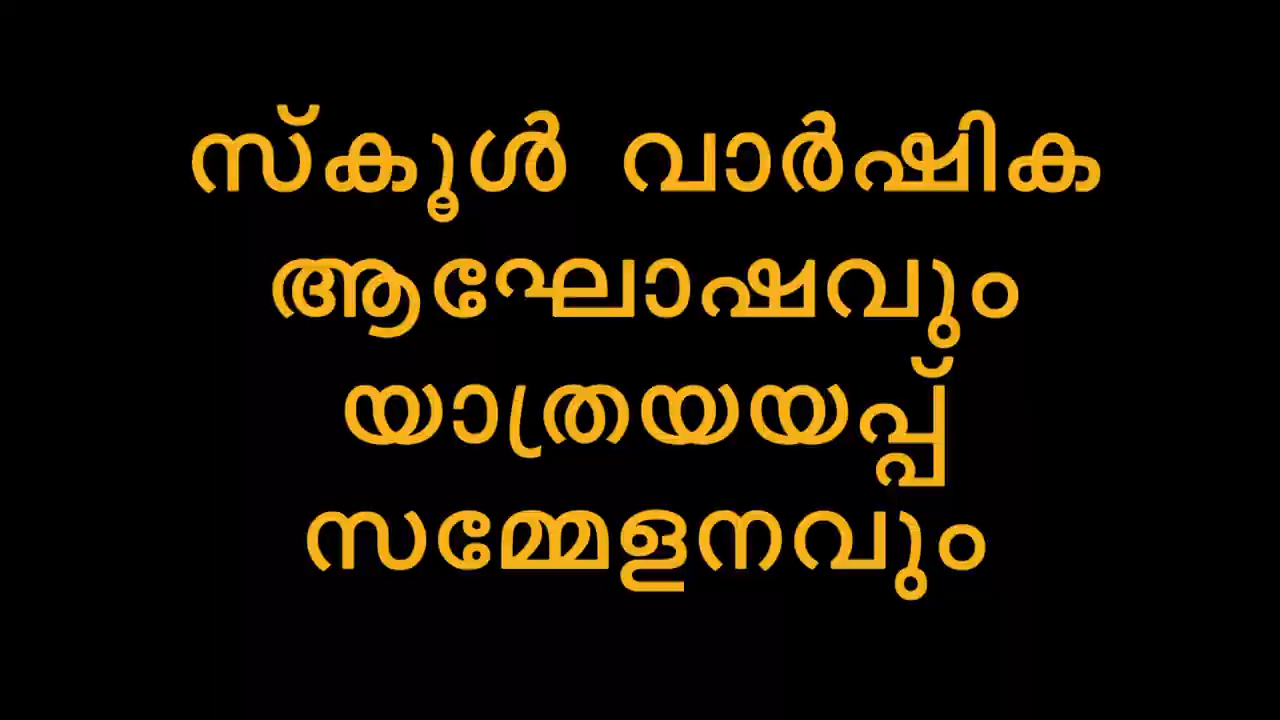 സ്കൂൾ വാർഷിക
ആഘോഷവും
യാത്രയയപ്പ്
സമ്മേളനവും